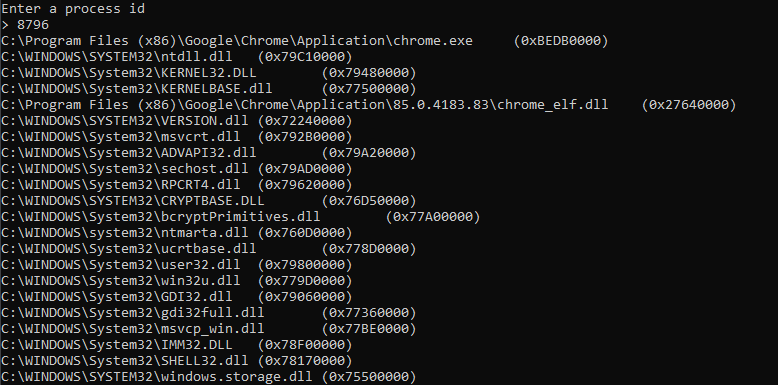 Enter a process id
> 8796
C:\Program Files (x86)\Google\Chrome\Application\chrome.exe (0xBEDB0000)
C:\WINDOWS\SYSTEM32\ntdll.dll (0x79C10000)
C:\WINDOWS\System32\KERNEL32.DLL (0x79480000)
C:\WINDOWS\System32\KERNELBASE.dll (0x77500000)
C:\Program Files (x86)\Google\Chrome\Application\85.0.4183.83\chrome_elf.dll (0x27640000)
C:\WINDOWS\SYSTEM32\VERSION.dll (0x72240000)
C:\WINDOWS\System32\msvcrt.dll (0x792B0000)
C:\WINDOWS\System32\ADVAPI32.dll (0x79A20000)
C:\WINDOWS\System32\sechost.dll (0x79AD0000)
C:\WINDOWS\System32\RPCRT4.dll (0x79620000)
C:\WINDOWS\SYSTEM32\CRYPTBASE.DLL (0x76D50000)
C:\WINDOWS\System32\bcryptPrimitives.dll (0x77A00000)
C:\WINDOWS\System32\ntmarta.dll (0x760D0000)
C:\WINDOWS\System32\ucrtbase.dll (0x778D0000)
C:\WINDOWS\System32\user32.dll (0x79800000)
C:\WINDOWS\System32\win32u.dll (0x779D0000)
C:\WINDOWS\System32\GDI32.dll (0x79060000)
C:\WINDOWS\System32\gdi32full.dll (0x77360000)
C:\WINDOWS\System32\msvcp_win.dll (0x77BE0000)
C:\WINDOWS\System32\IMM32.DLL (0x78F00000)
C:\WINDOWS\System32\SHELL32.dll (0x78170000)
C:\WINDOWS\System32\windows.storage.dll (0x75500000)